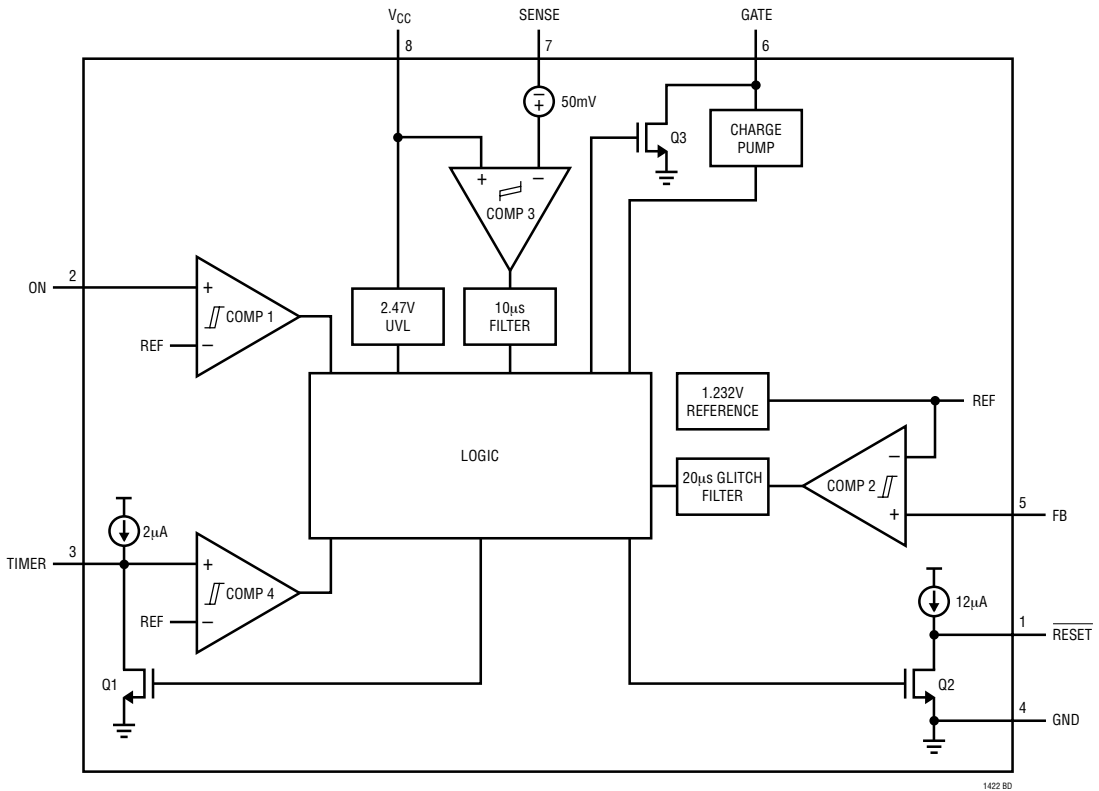 VCC
SENSE
GATE
8
7
6
50mV
Q3
CHARGE
PUMP
+
−
COMP 3
ON
2
+
COMP 1
REF
−
2.47V
UVL
10µs
FILTER
1.232V
REFERENCE
REF
LOGIC
−
COMP 2
+
20µs GLITCH
FILTER
5
FB
2µA
TIMER
3
+
COMP 4
REF
−
12µA
1
RESET
Q1
Q2
4
GND
1422 BD